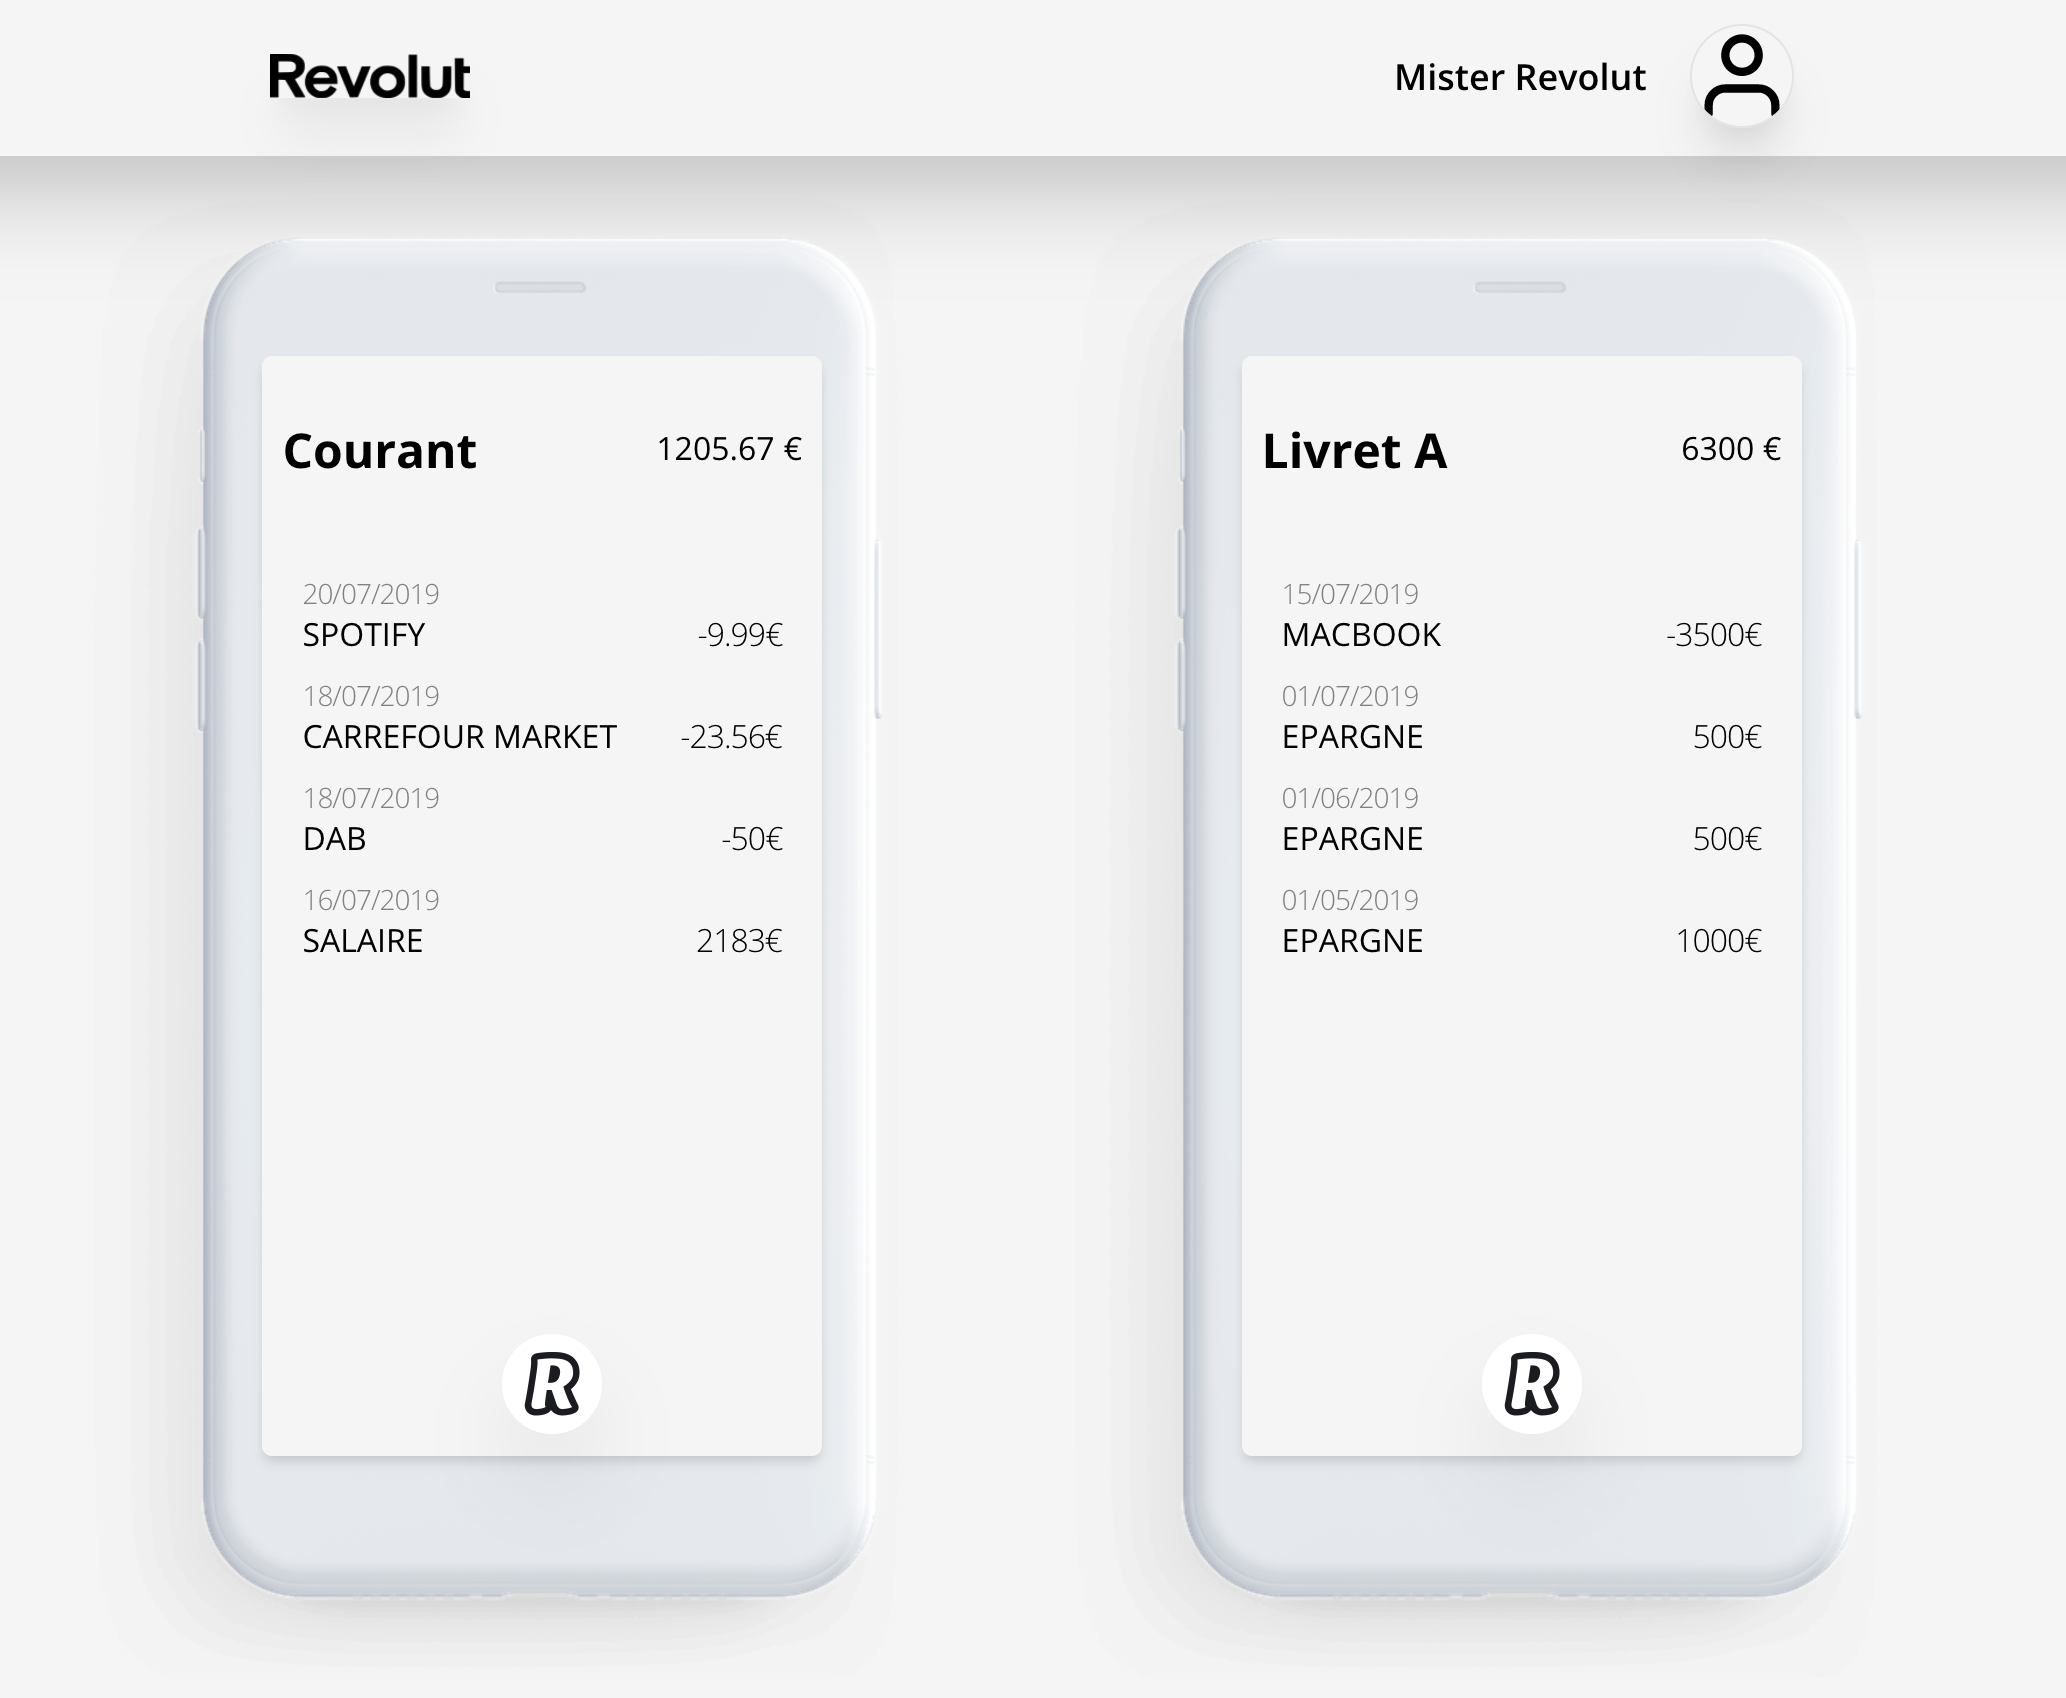 Revolut
Mister Revolut
Courant 1205.67 €
20/07/2019
SPOTIFY -9.99€
18/07/2019
CARREFOUR MARKET -23.56€
18/07/2019
DAB -50€
16/07/2019
SALAIRE 2183€
R
Livret A 6300 €
15/07/2019
MACBOOK -3500€
01/07/2019
EPARGNE 500€
01/06/2019
EPARGNE 500€
01/05/2019
EPARGNE 1000€
R